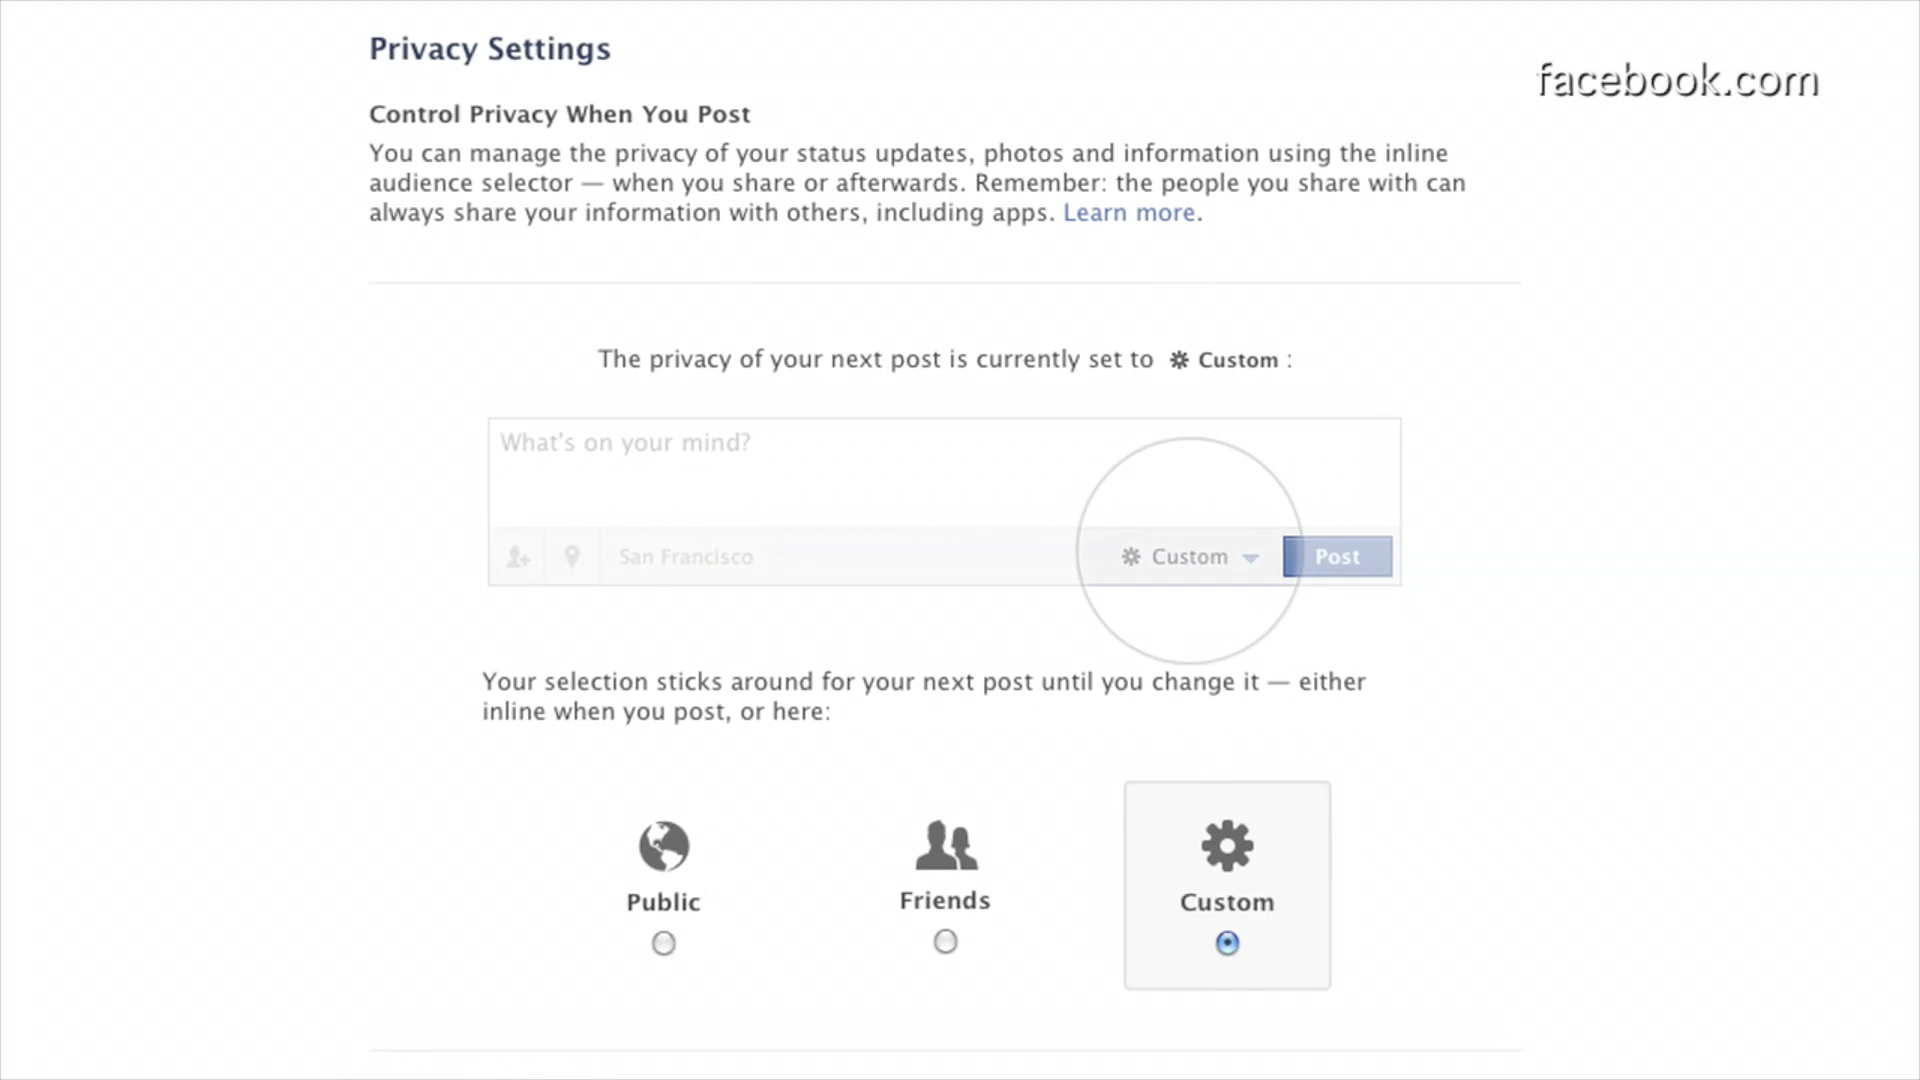 Privacy Settings
facebook.com
Control Privacy When You Post
You can manage the privacy of your status updates, photos and information using the inline
audience selector — when you share or afterwards. Remember: the people you share with can
always share your information with others, including apps. Learn more.
The privacy of your next post is currently set to Custom :
What's on your mind?
San Francisco
Custom
Post
Your selection sticks around for your next post until you change it — either
inline when you post, or here:
Public
Friends
Custom